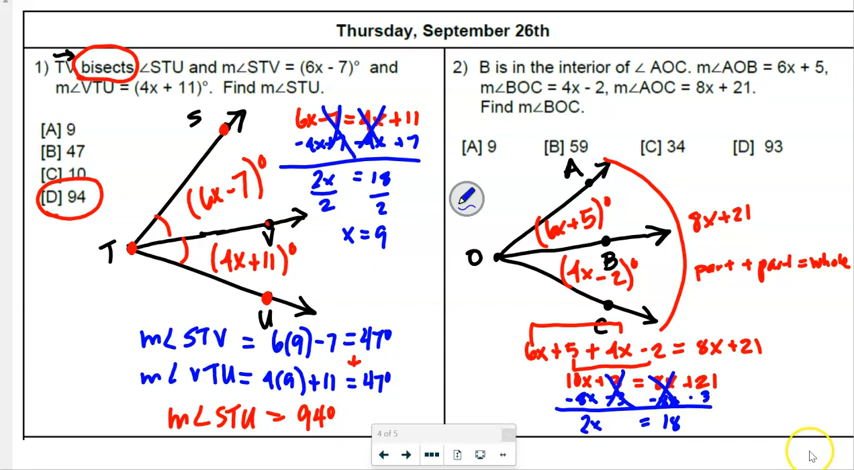 Thursday, September 26th
1) TV bisects ∠STU and m∠STV = (6x - 7)° and
m∠VTU = (4x + 11)°. Find m∠STU.
[A] 9
[B] 47
[C] 10
[D] 94
S
T
V
U
(6x-7)°
(4x+11)°
6x-7 = 4x+11
-4x+7 -4x +7
2x = 18
2 2
x = 9
m∠STV = 6(9)-7 = 47°
+
m∠VTU = 4(9)+11 = 47°
m∠STU = 94°
2) B is in the interior of ∠ AOC. m∠AOB = 6x + 5,
m∠BOC = 4x - 2, m∠AOC = 8x + 21.
Find m∠BOC.
[A] 9 [B] 59 [C] 34 [D] 93
A
O
B
C
(6x+5)°
(4x-2)°
8x+21
part + part = whole
6x+5 + 4x-2 = 8x+21
10x+3 = 8x+21
-8x -3 -8x -3
2x = 18
4 of 5